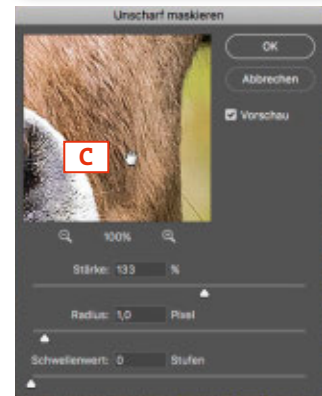 Unscharf maskieren
OK
Abbrechen
Vorschau
C
100%
Stärke: 133 %
Radius: 1,0 Pixel
Schwellenwert: 0 Stufen